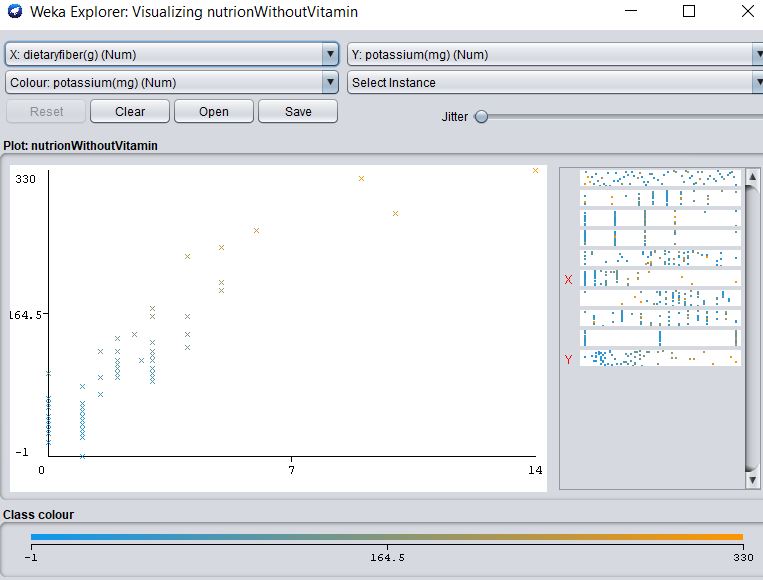 Weka Explorer: Visualizing nutrionWithoutVitamin
X: dietaryfiber(g) (Num)
Y: potassium(mg) (Num)
Colour: potassium(mg) (Num)
Select Instance
Reset
Clear
Open
Save
Jitter
Plot: nutrionWithoutVitamin
330
164.5
-1
0
7
14
X
Y
Class colour
-1
164.5
330